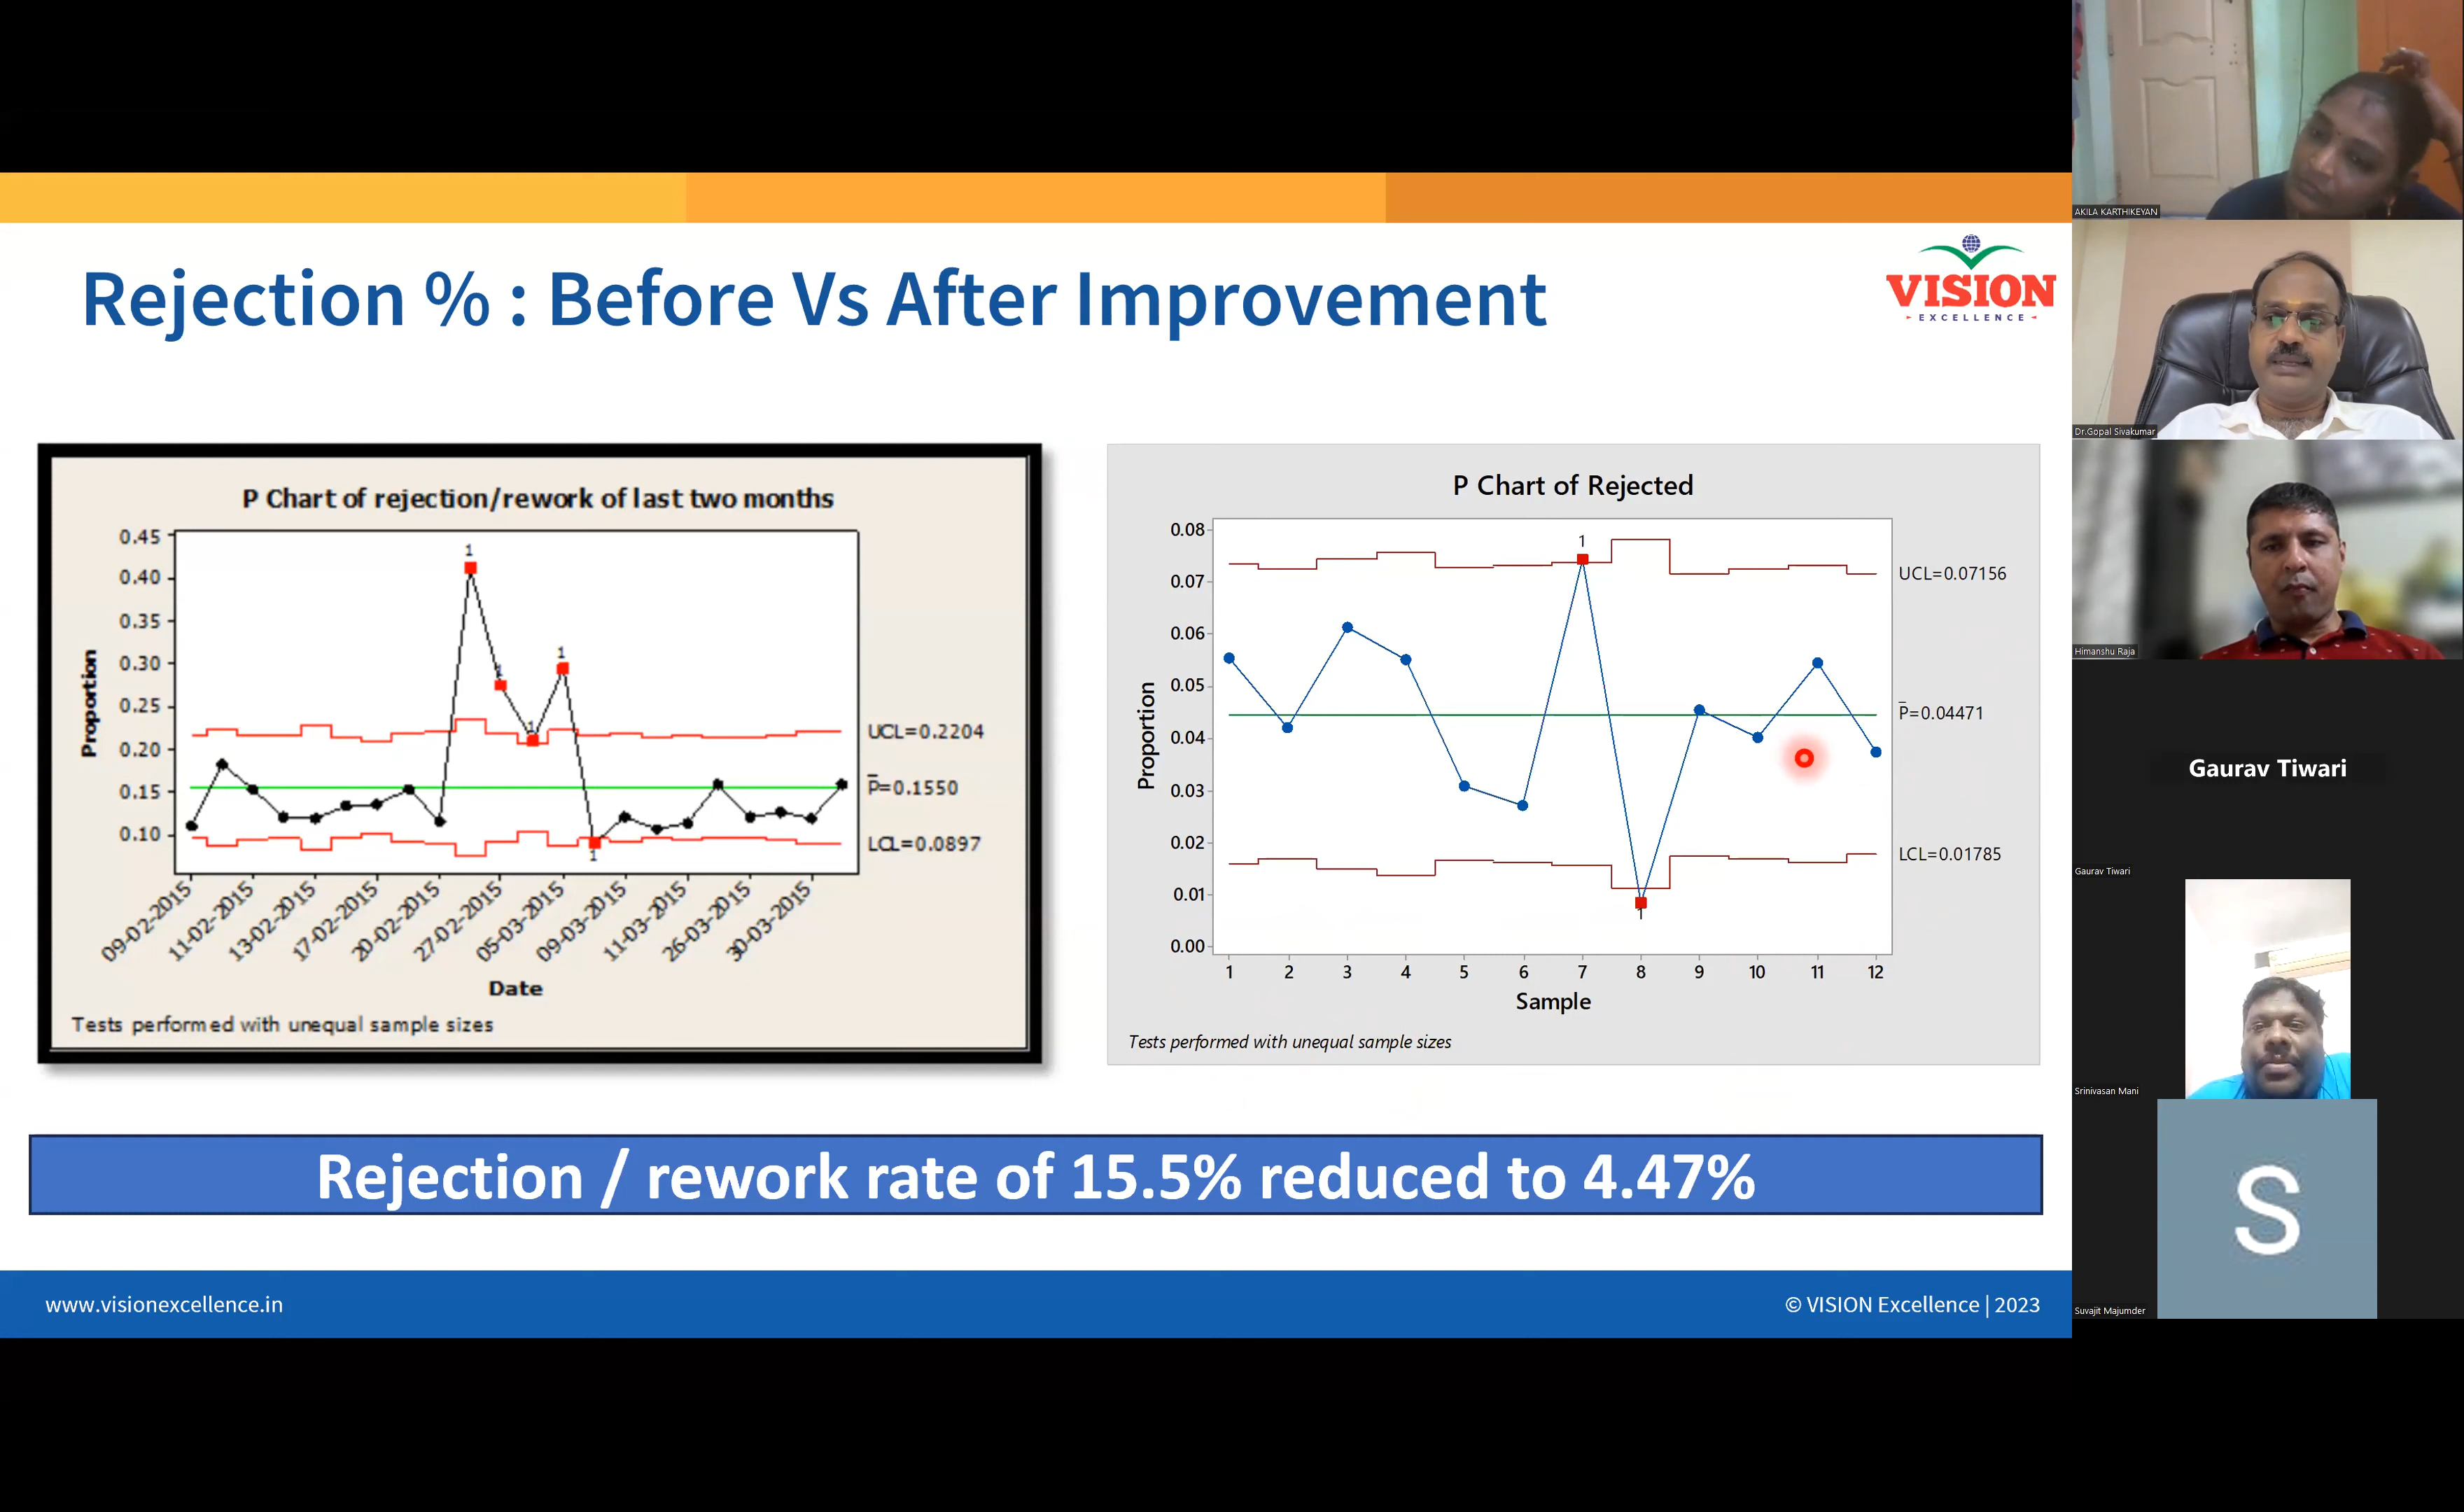 Rejection % : Before Vs After Improvement
VISION
EXCELLENCE
P Chart of rejection/rework of last two months
0.45
0.40
0.35
0.30
0.25
0.20
0.15
0.10
Proportion
1
1
1
1
1
UCL=0.2204
P=0.1550
LCL=0.0897
09-02-2015
11-02-2015
13-02-2015
17-02-2015
20-02-2015
27-02-2015
05-03-2015
09-03-2015
11-03-2015
26-03-2015
30-03-2015
Date
Tests performed with unequal sample sizes
P Chart of Rejected
0.08
0.07
0.06
0.05
0.04
0.03
0.02
0.01
0.00
Proportion
1
1
UCL=0.07156
P=0.04471
LCL=0.01785
1 2 3 4 5 6 7 8 9 10 11 12
Sample
Tests performed with unequal sample sizes
Rejection / rework rate of 15.5% reduced to 4.47%
www.visionexcellence.in
© VISION Excellence | 2023
AKILA KARTHIKEYAN
Dr.Gopal Sivakumar
Himanshu Raja
Gaurav Tiwari
Gaurav Tiwari
Srinivasan Mani
S
Suvajit Majumder